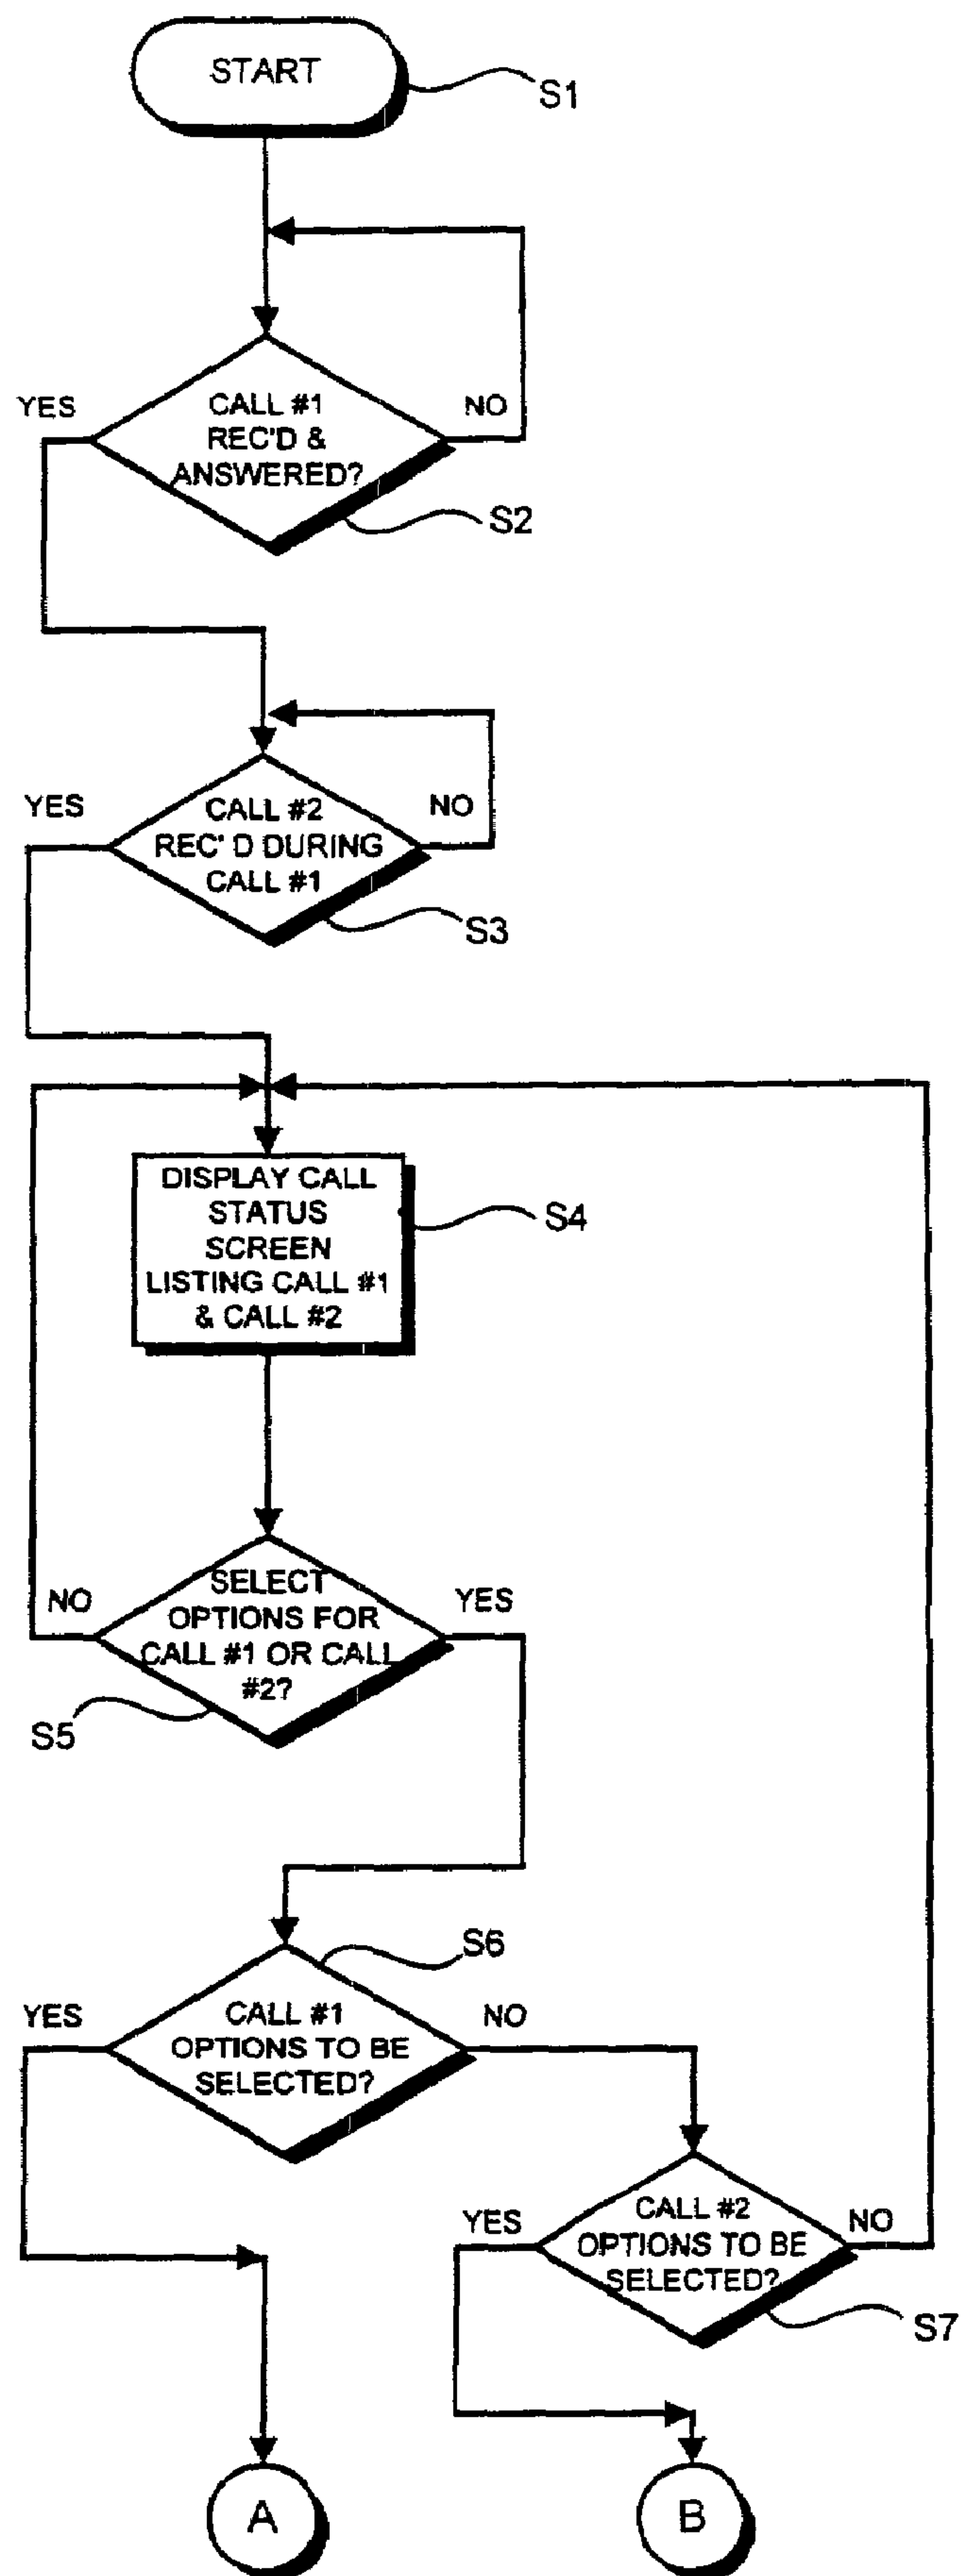 START
S1
YES
CALL #1
REC'D &
ANSWERED?
NO
S2
YES
CALL #2
REC'D DURING
CALL #1
NO
S3
DISPLAY CALL
STATUS
SCREEN
LISTING CALL #1
& CALL #2
S4
NO
SELECT
OPTIONS FOR
CALL #1 OR CALL
#2?
YES
S5
S6
YES
CALL #1
OPTIONS TO BE
SELECTED?
NO
YES
CALL #2
OPTIONS TO BE
SELECTED?
NO
S7
A
B